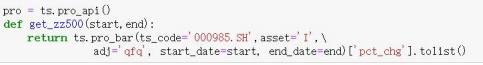 pro = ts.pro_api()
def get_zz500(start,end):
    return ts.pro_bar(ts_code='000985.SH',asset='I',\
            adj='qfq', start_date=start, end_date=end)['pct_chg'].tolist()